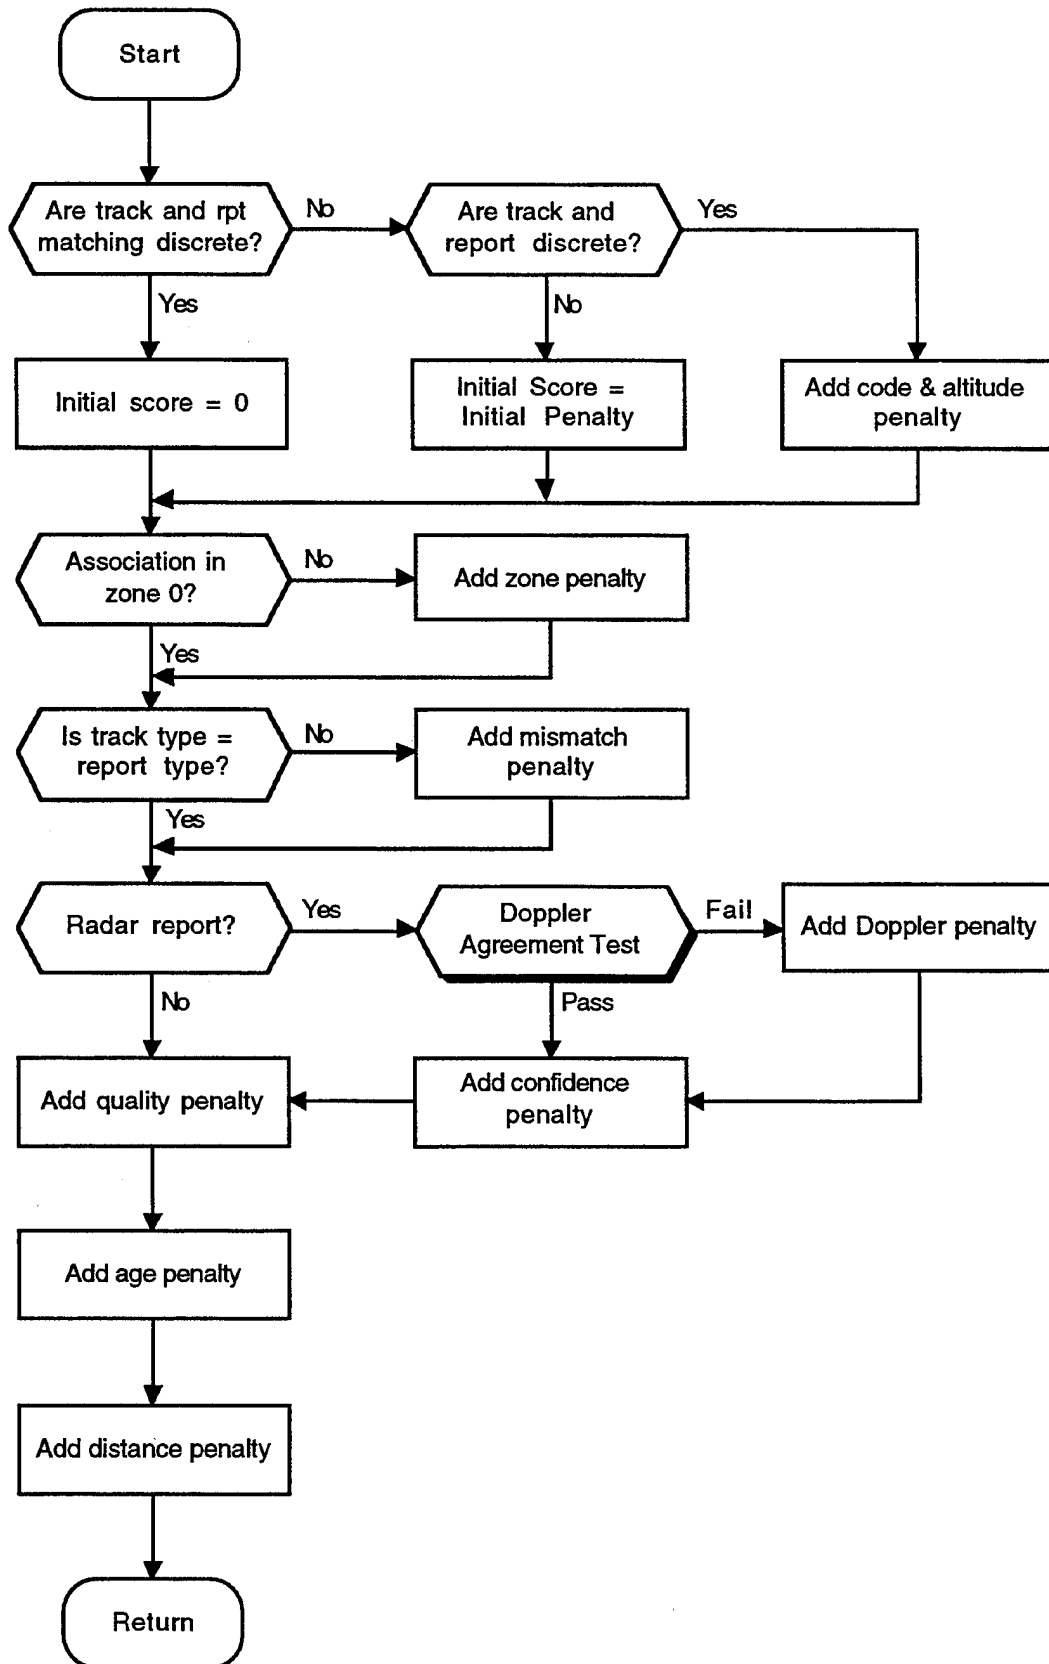 Start
Are track and rpt
matching discrete?
No
Are track and
report discrete?
Yes
Yes
No
Initial score = 0
Initial Score =
Initial Penalty
Add code & altitude
penalty
Association in
zone 0?
No
Add zone penalty
Yes
Is track type =
report type?
No
Add mismatch
penalty
Yes
Radar report?
Yes
Doppler
Agreement Test
Fail
Add Doppler penalty
No
Pass
Add quality penalty
Add confidence
penalty
Add age penalty
Add distance penalty
Return